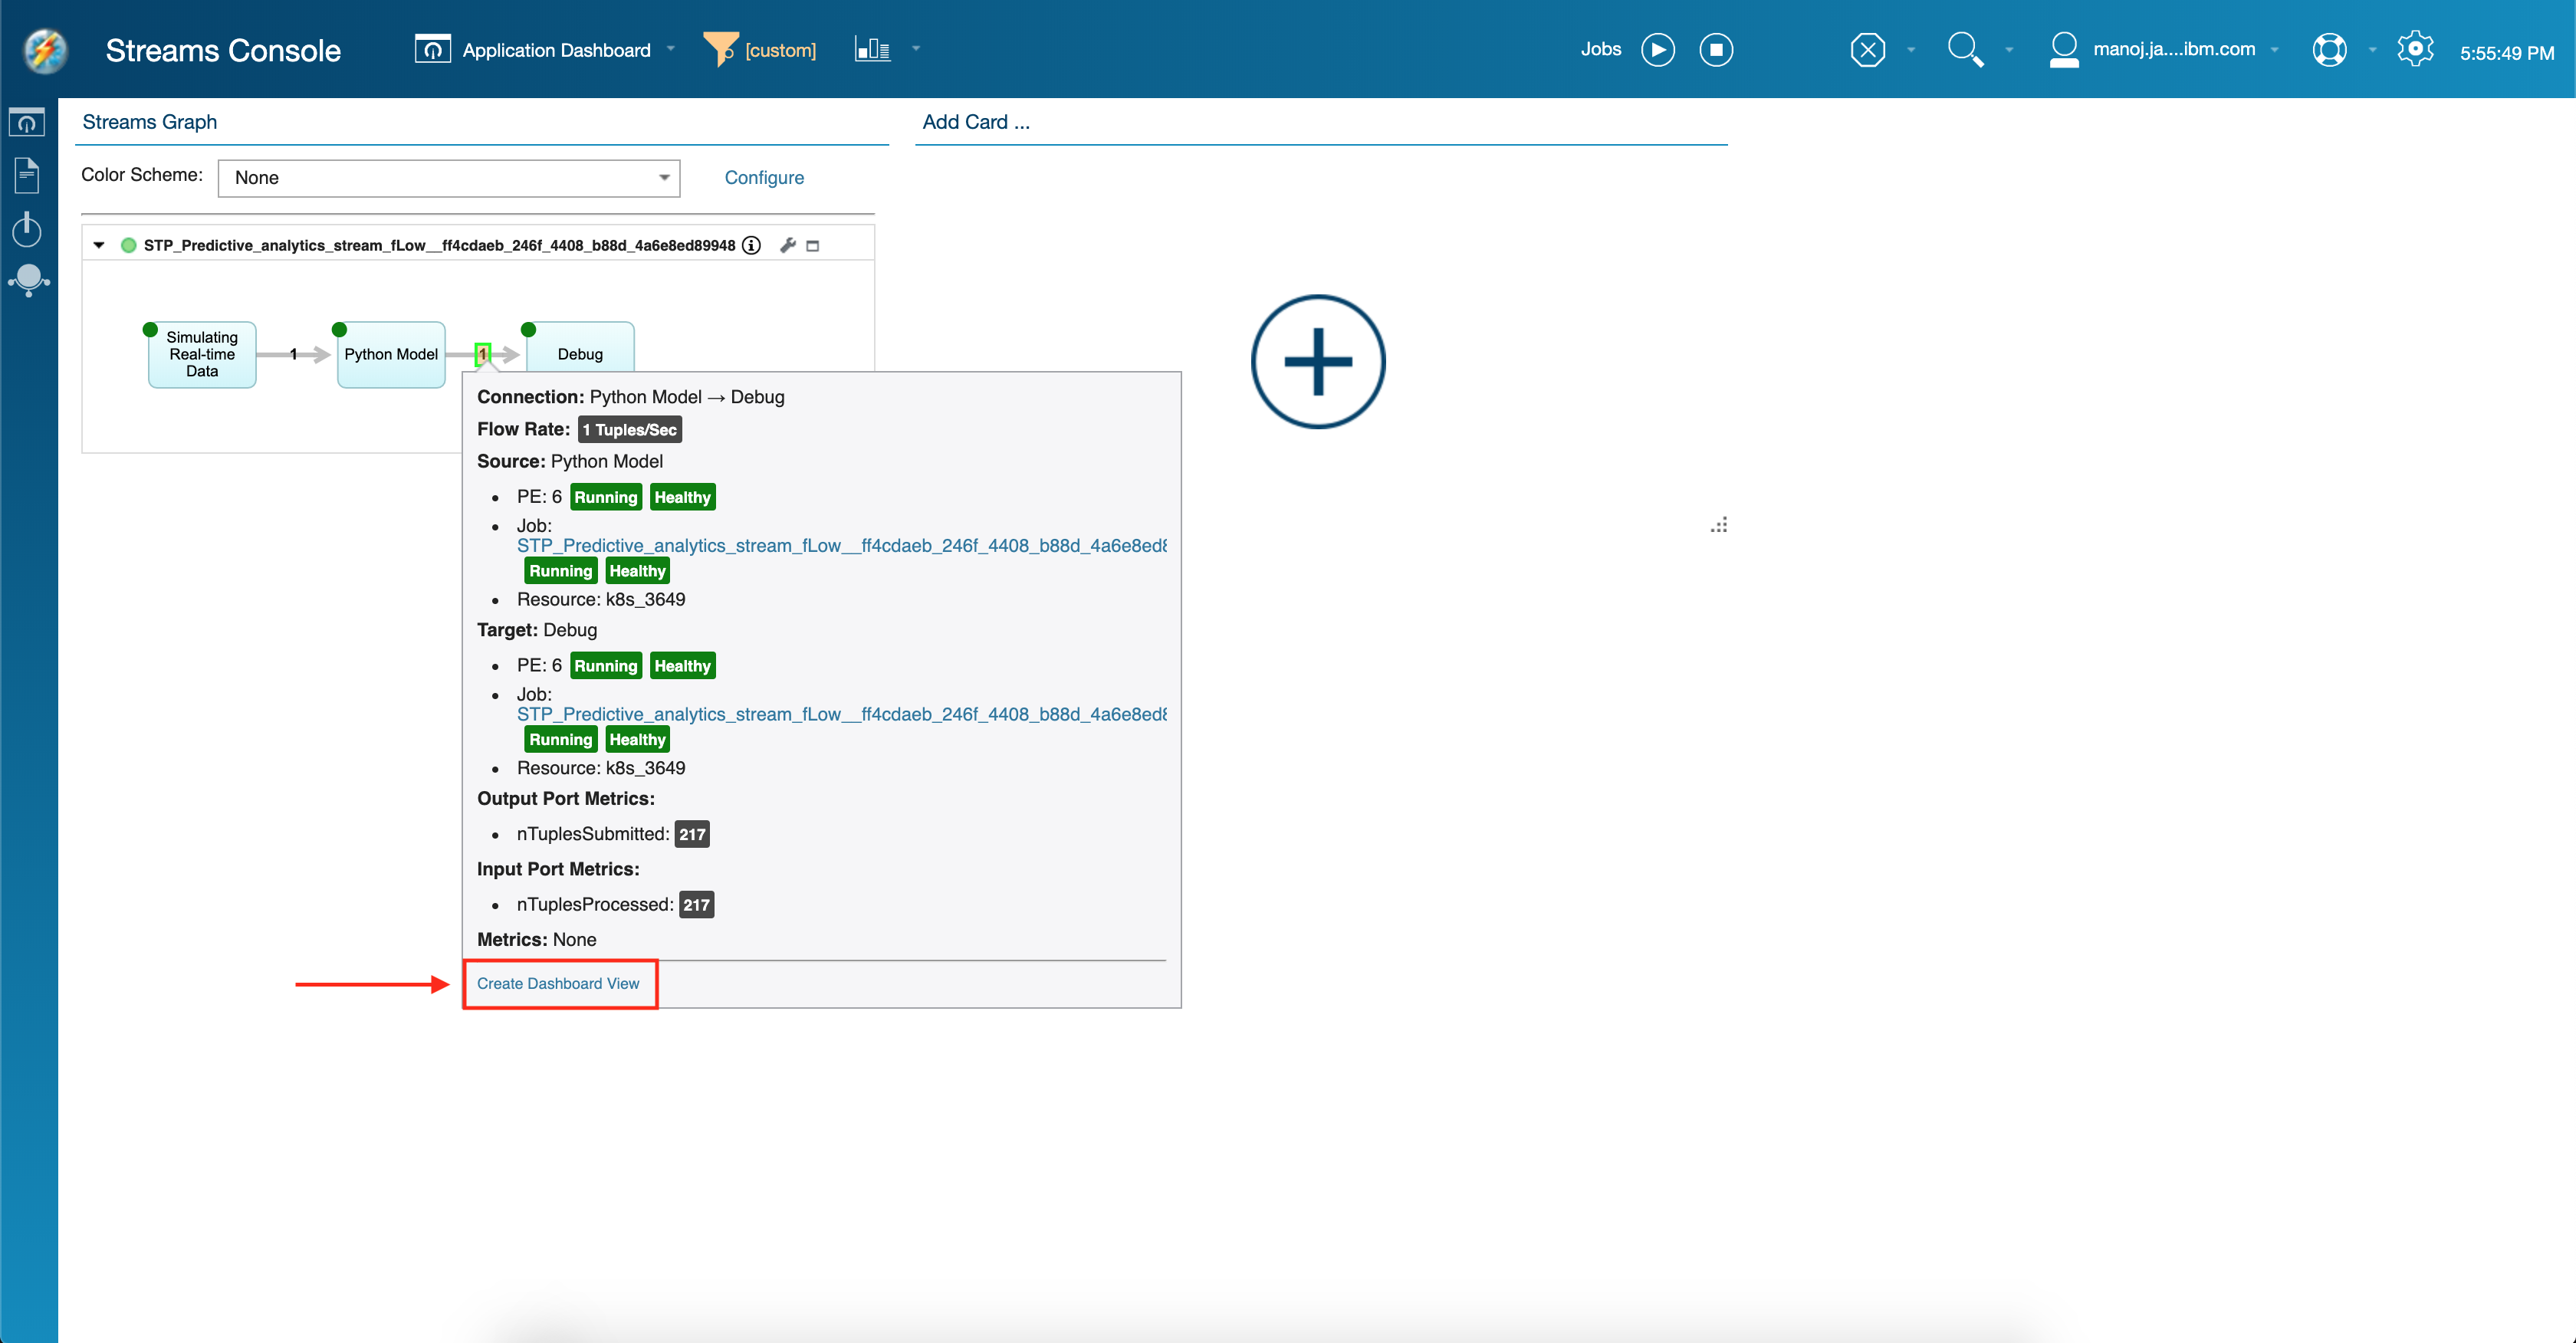 Streams Console
Application Dashboard
[custom]
Jobs
manoj.ja....ibm.com
5:55:49 PM
Streams Graph
Add Card ...
Color Scheme:
None
Configure
STP_Predictive_analytics_stream_fLow__ff4cdaeb_246f_4408_b88d_4a6e8ed89948
Simulating
Real-time
Data
1
Python Model
1
Debug
Connection: Python Model → Debug
Flow Rate: 1 Tuples/Sec
Source: Python Model
• PE: 6 Running Healthy
• Job:
STP_Predictive_analytics_stream_fLow__ff4cdaeb_246f_4408_b88d_4a6e8ed8
Running Healthy
• Resource: k8s_3649
Target: Debug
• PE: 6 Running Healthy
• Job:
STP_Predictive_analytics_stream_fLow__ff4cdaeb_246f_4408_b88d_4a6e8ed8
Running Healthy
• Resource: k8s_3649
Output Port Metrics:
• nTuplesSubmitted: 217
Input Port Metrics:
• nTuplesProcessed: 217
Metrics: None
Create Dashboard View